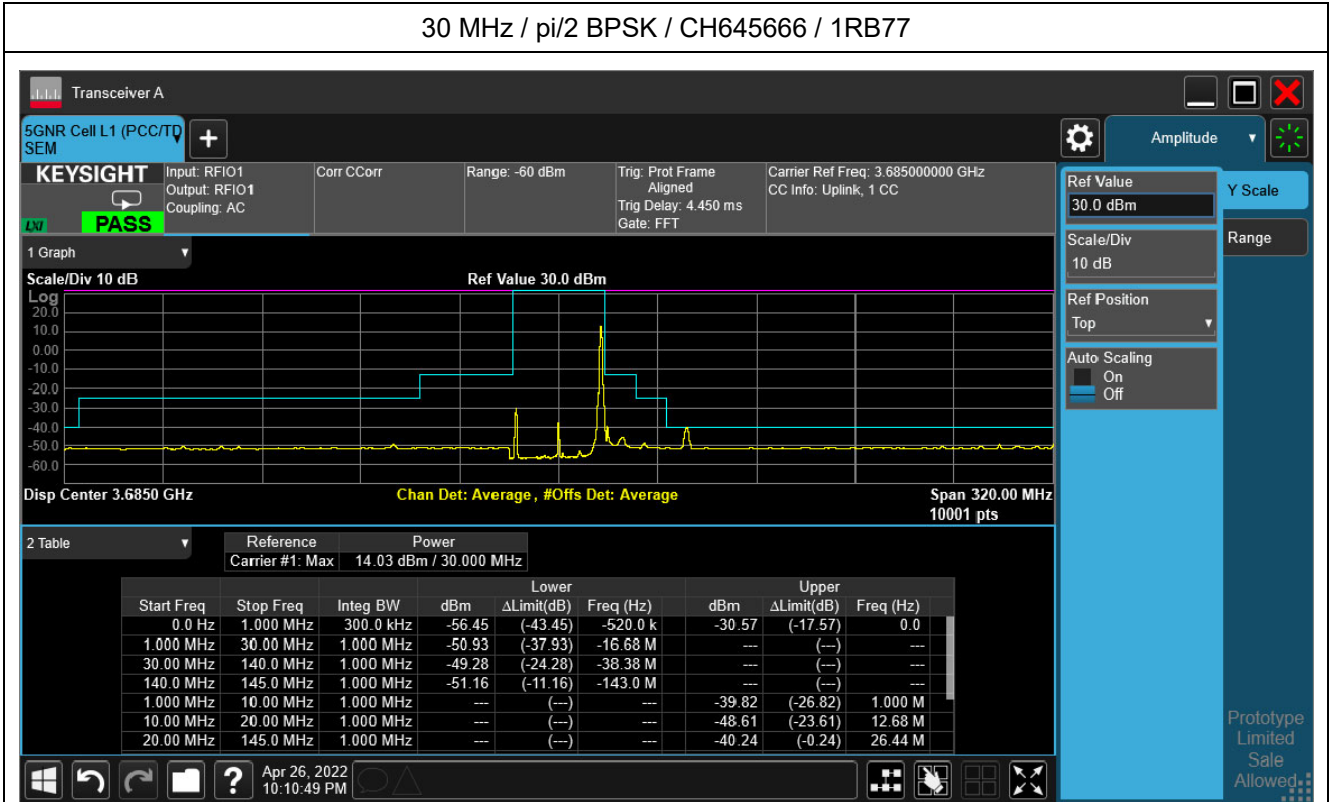 30 MHz / pi/2 BPSK / CH645666 / 1RB77
Transceiver A
5GNR Cell L1 (PCC/TD
SEM
+
Amplitude
KEYSIGHT
LXI
PASS
Input: RFIO1
Output: RFIO1
Coupling: AC
Corr CCorr
Range: -60 dBm
Trig: Prot Frame
Aligned
Trig Delay: 4.450 ms
Gate: FFT
Carrier Ref Freq: 3.685000000 GHz
CC Info: Uplink, 1 CC
Ref Value
30.0 dBm
Y Scale
Scale/Div
10 dB
Range
Ref Position
Top
Auto Scaling
On
Off
1 Graph
Scale/Div 10 dB
Ref Value 30.0 dBm
Log
20.0
10.0
0.00
-10.0
-20.0
-30.0
-40.0
-50.0
-60.0
Disp Center 3.6850 GHz
Chan Det: Average , #Offs Det: Average
Span 320.00 MHz
10001 pts
2 Table
Reference Power
Carrier #1: Max 14.03 dBm / 30.000 MHz
Lower Upper
Start Freq Stop Freq Integ BW dBm ΔLimit(dB) Freq (Hz) dBm ΔLimit(dB) Freq (Hz)
0.0 Hz 1.000 MHz 300.0 kHz -56.45 (-43.45) -520.0 k -30.57 (-17.57) 0.0
1.000 MHz 30.00 MHz 1.000 MHz -50.93 (-37.93) -16.68 M --- (---) ---
30.00 MHz 140.0 MHz 1.000 MHz -49.28 (-24.28) -38.38 M --- (---) ---
140.0 MHz 145.0 MHz 1.000 MHz -51.16 (-11.16) -143.0 M --- (---) ---
1.000 MHz 10.00 MHz 1.000 MHz --- (---) --- -39.82 (-26.82) 1.000 M
10.00 MHz 20.00 MHz 1.000 MHz --- (---) --- -48.61 (-23.61) 12.68 M
20.00 MHz 145.0 MHz 1.000 MHz --- (---) --- -40.24 (-0.24) 26.44 M
Prototype
Limited
Sale
Allowed
?
Apr 26, 2022
10:10:49 PM